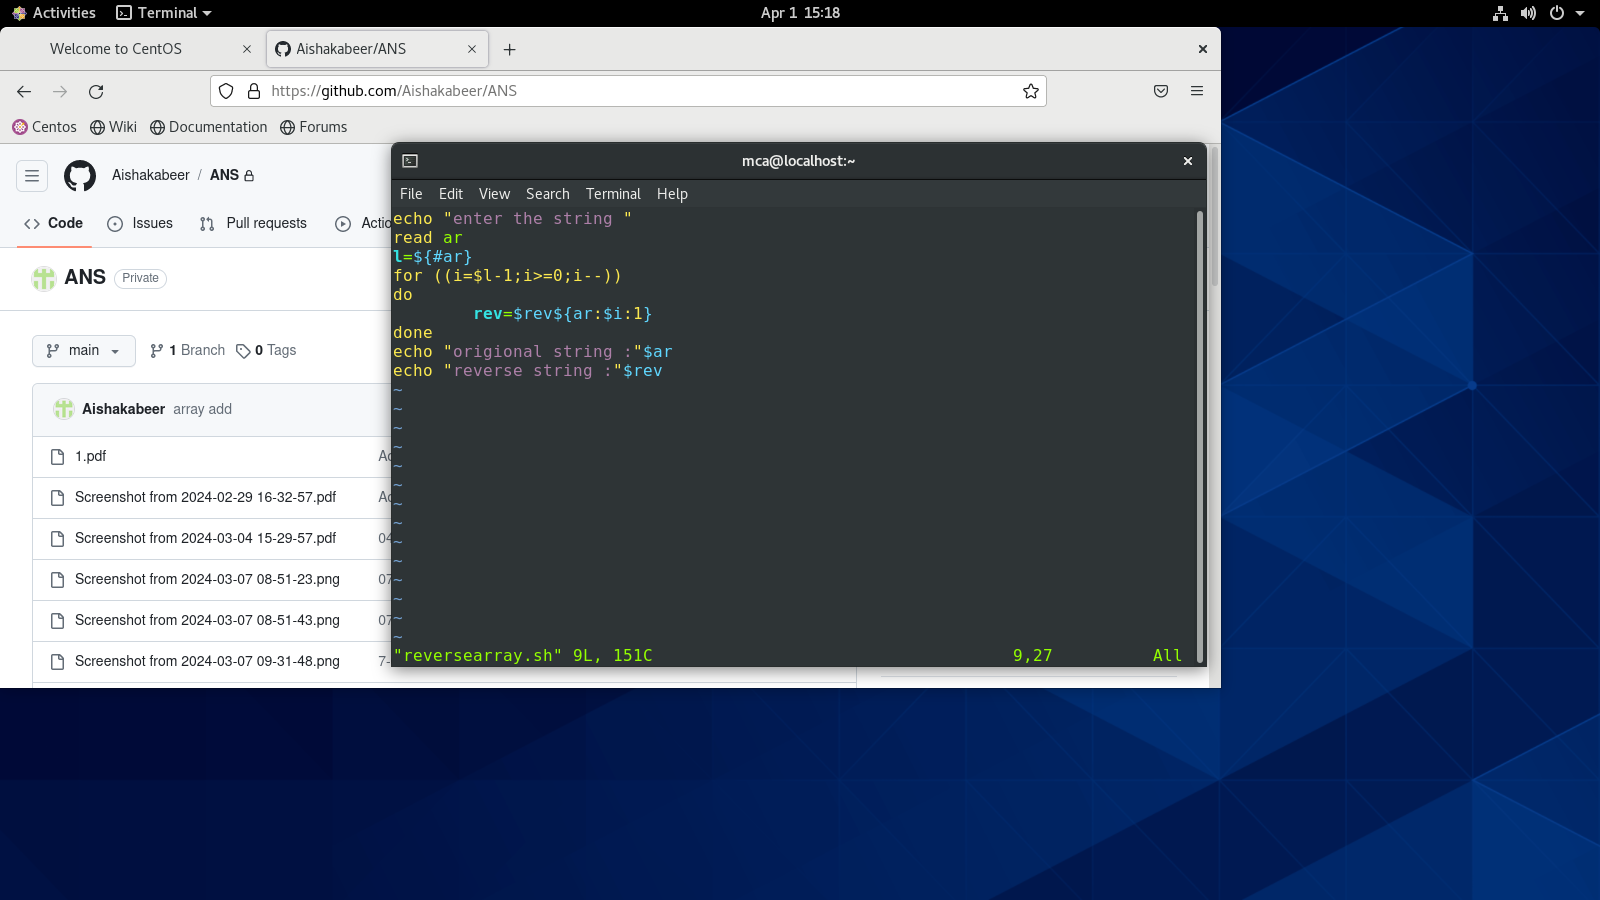 Activities Terminal Apr 1 15:18
Welcome to CentOS Aishakabeer/ANS
https://github.com/Aishakabeer/ANS
Centos Wiki Documentation Forums
Aishakabeer / ANS
Code Issues Pull requests Actio
ANS Private
main 1 Branch 0 Tags
Aishakabeer array add
1.pdf Ad
Screenshot from 2024-02-29 16-32-57.pdf Ad
Screenshot from 2024-03-04 15-29-57.pdf 04
Screenshot from 2024-03-07 08-51-23.png 07
Screenshot from 2024-03-07 08-51-43.png 07
Screenshot from 2024-03-07 09-31-48.png 7-
mca@localhost:~
File Edit View Search Terminal Help
echo "enter the string "
read ar
l=${#ar}
for ((i=$l-1;i>=0;i--))
do
        rev=$rev${ar:$i:1}
done
echo "origional string :"$ar
echo "reverse string :"$rev
~
~
~
~
~
~
~
~
~
~
~
~
~
~
"reversearray.sh" 9L, 151C 9,27 All